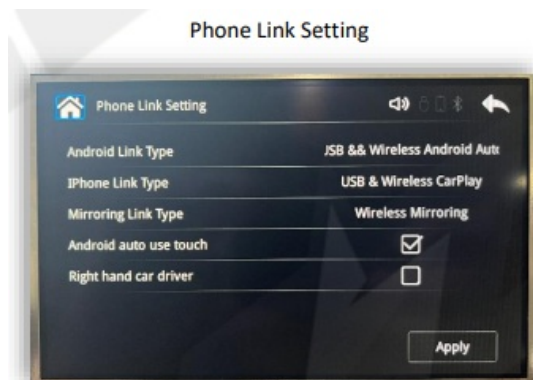 Phone Link Setting
Phone Link Setting
Android Link Type JSB && Wireless Android Auto
IPhone Link Type USB & Wireless CarPlay
Mirroring Link Type Wireless Mirroring
Android auto use touch
Right hand car driver
Apply